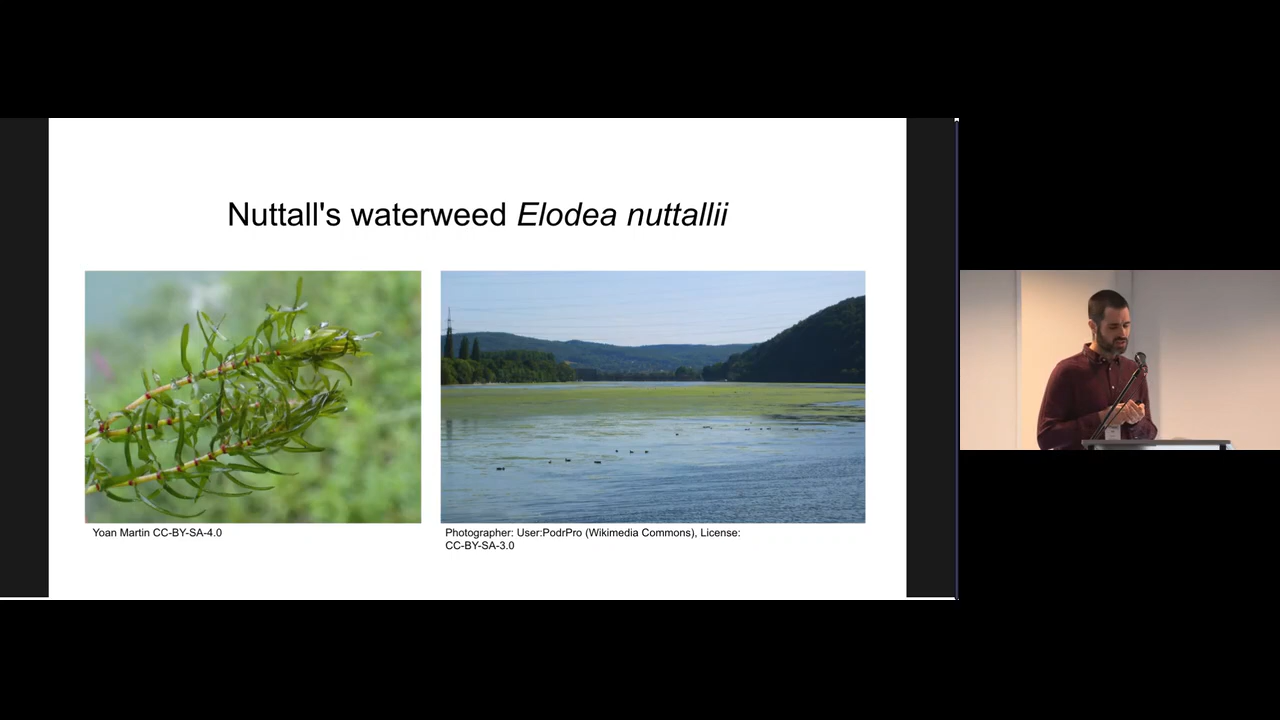 Nuttall's waterweed Elodea nuttallii
Yoan Martin CC-BY-SA-4.0
Photographer: User:PodrPro (Wikimedia Commons), License:
CC-BY-SA-3.0